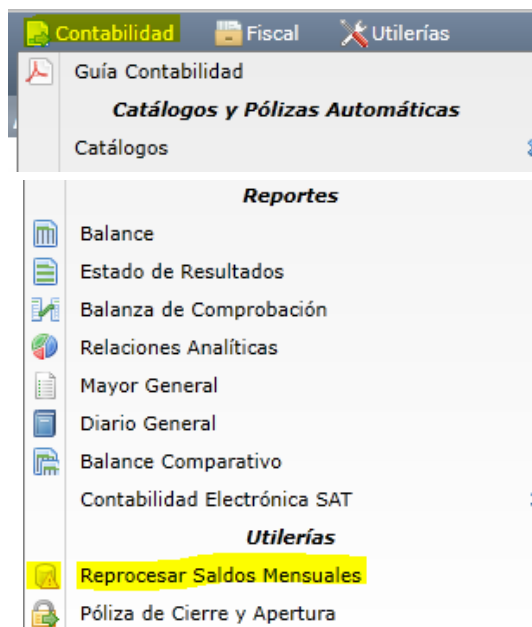 Contabilidad Fiscal Utilerías
Guía Contabilidad
Catálogos y Pólizas Automáticas
Catálogos
Reportes
Balance
Estado de Resultados
Balanza de Comprobación
Relaciones Analíticas
Mayor General
Diario General
Balance Comparativo
Contabilidad Electrónica SAT
Utilerías
Reprocesar Saldos Mensuales
Póliza de Cierre y Apertura